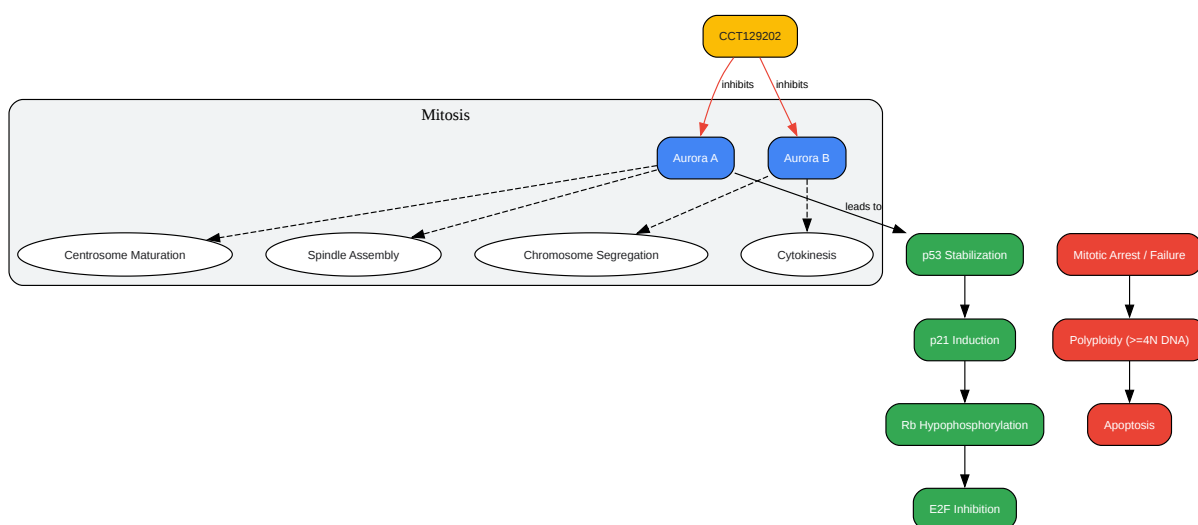 CCT129202
inhibits
inhibits
Mitosis
Aurora A
Aurora B
leads to
Centrosome Maturation
Spindle Assembly
Chromosome Segregation
Cytokinesis
p53 Stabilization
Mitotic Arrest / Failure
p21 Induction
Polyploidy (>=4N DNA)
Rb Hypophosphorylation
Apoptosis
E2F Inhibition